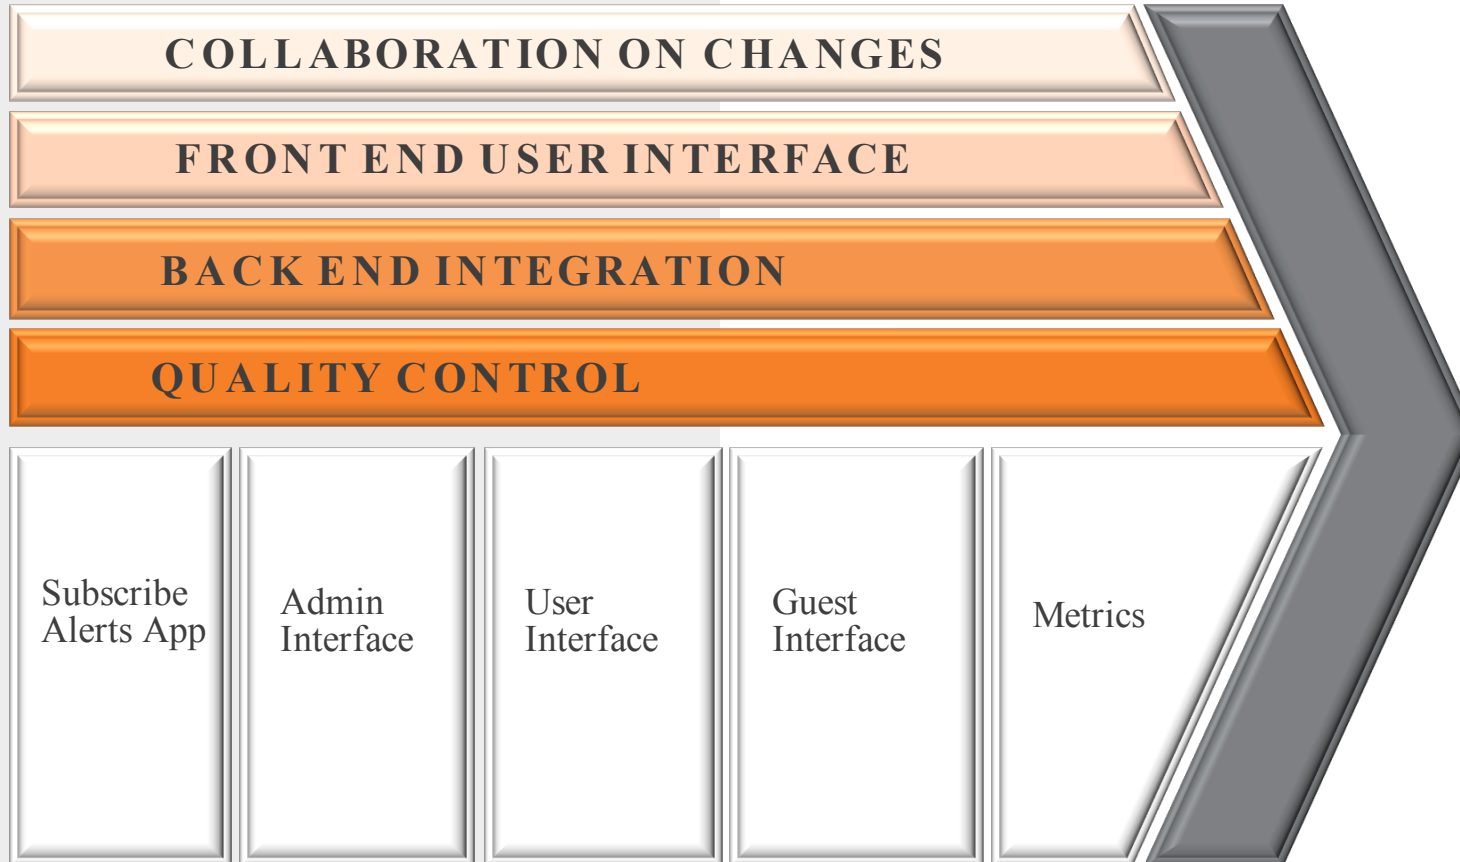 COLLABORATION ON CHANGES
FRONT END USER INTERFACE
BACK END INTEGRATION
QUALITY CONTROL
Subscribe
Alerts App
Admin
Interface
User
Interface
Guest
Interface
Metrics